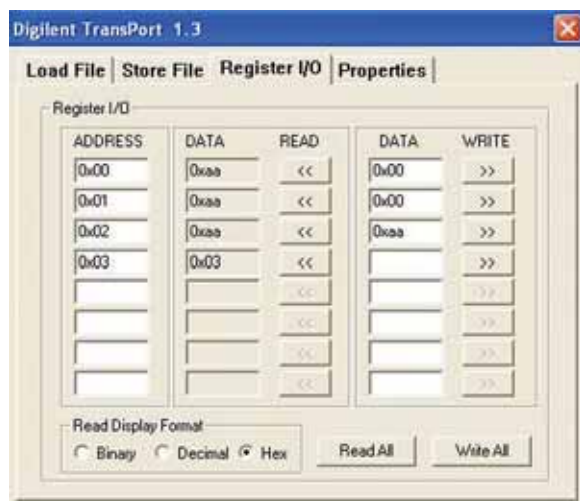 Digilent TransPort 1.3
Load File Store File Register I/O Properties
Register I/O
ADDRESS DATA READ DATA WRITE
0x00 0xaa << 0x00 >>
0x01 0xaa << 0x00 >>
0x02 0xaa << 0xaa >>
0x03 0x03 << >>
<< >>
<< >>
<< >>
<< >>
Read Display Format
Binary Decimal Hex Read All Write All